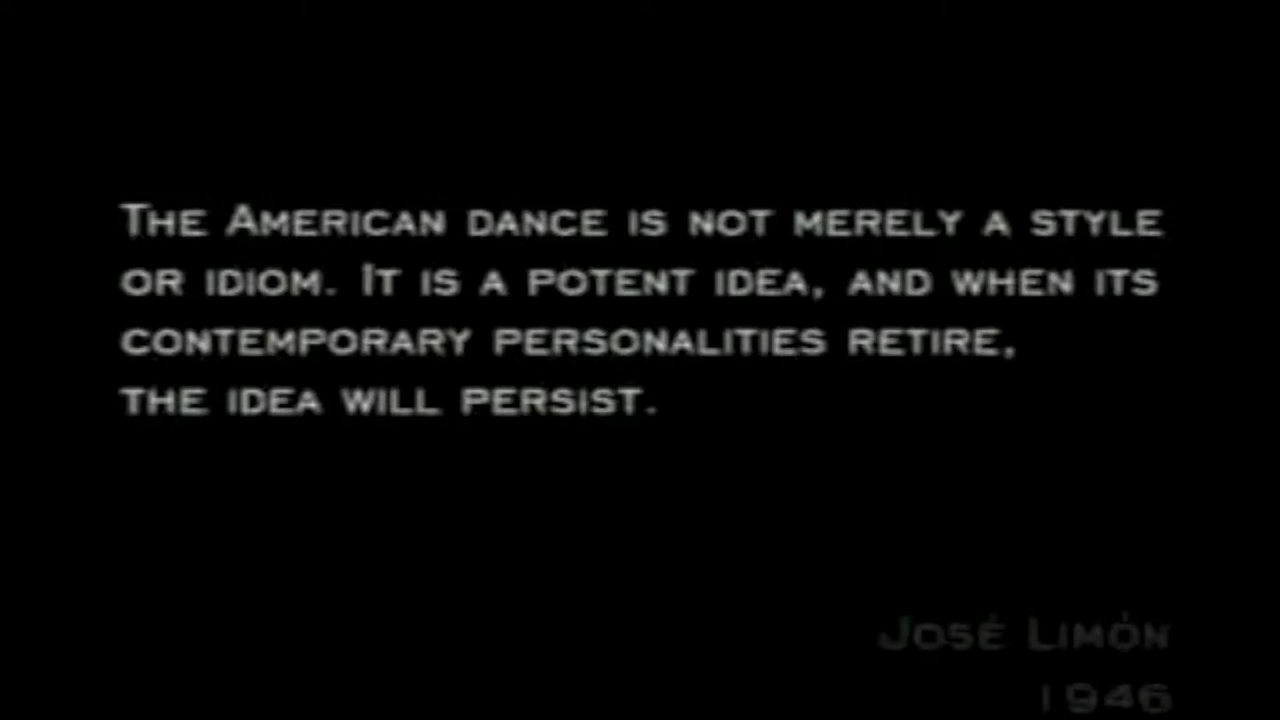 The American dance is not merely a style
or idiom. It is a potent idea, and when its
contemporary personalities retire,
the idea will persist.
José Limón
1946